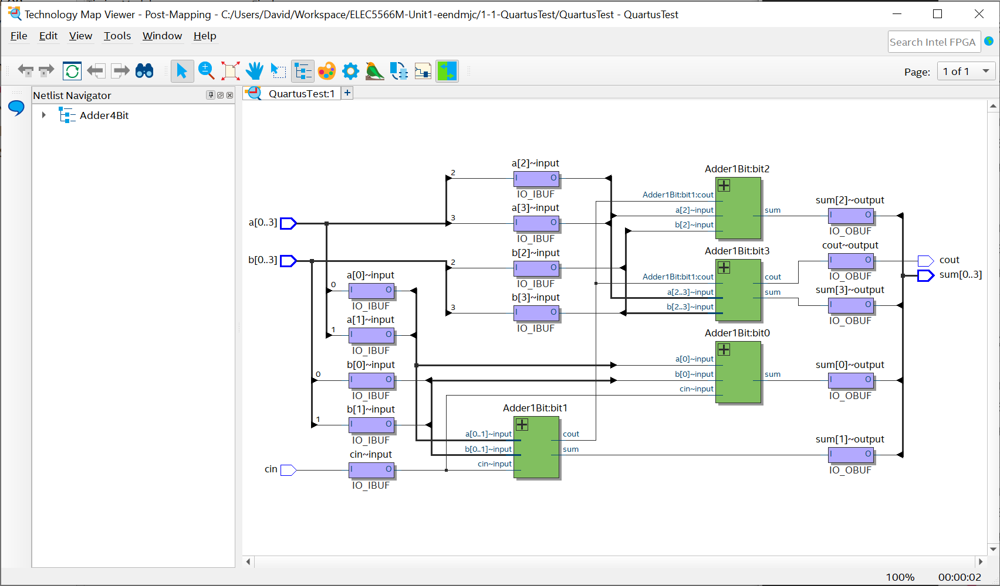 Technology Map Viewer - Post-Mapping - C:/Users/David/Workspace/ELEC5566M-Unit1-eendmjc/1-1-QuartusTest/QuartusTest - QuartusTest
File Edit View Tools Window Help
Search Intel FPGA
Page: 1 of 1
Netlist Navigator
QuartusTest:1
Adder4Bit
a[2]~input
2
I O
IO_IBUF
a[3]~input
3
I O
IO_IBUF
b[2]~input
2
I O
IO_IBUF
b[3]~input
3
I O
IO_IBUF
a[0..3]
b[0..3]
a[0]~input
0
I O
IO_IBUF
a[1]~input
1
I O
IO_IBUF
b[0]~input
0
I O
IO_IBUF
b[1]~input
1
I O
IO_IBUF
cin~input
cin
I O
IO_IBUF
Adder1Bit:bit2
Adder1Bit:bit1:cout
a[2]~input
b[2]~input
sum
Adder1Bit:bit3
Adder1Bit:bit1:cout
a[2..3]~input
b[2..3]~input
cout
sum
Adder1Bit:bit0
a[0]~input
b[0]~input
cin~input
sum
Adder1Bit:bit1
a[0..1]~input
b[0..1]~input
cin~input
cout
sum
sum[2]~output
I O
IO_OBUF
cout~output
I O
IO_OBUF
sum[3]~output
I O
IO_OBUF
sum[0]~output
I O
IO_OBUF
sum[1]~output
I O
IO_OBUF
cout
sum[0..3]
100% 00:00:02